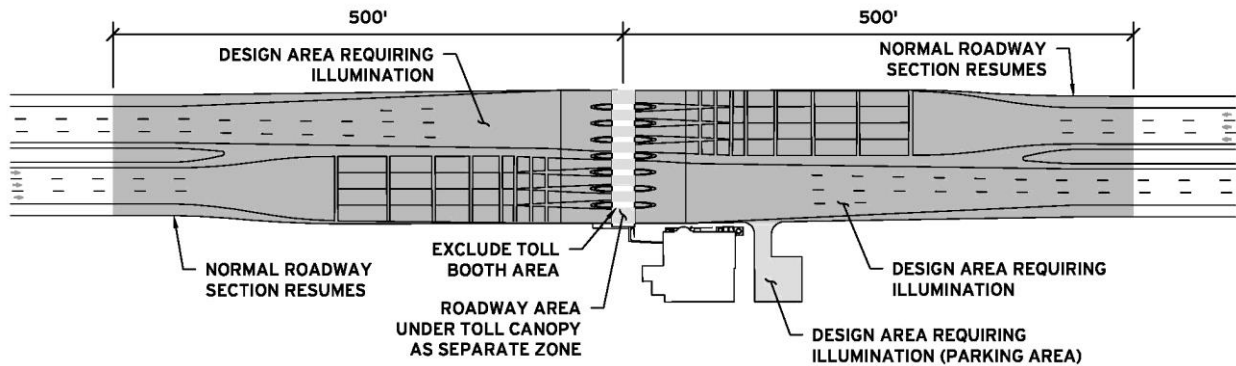 500'
500'
DESIGN AREA REQUIRING
ILLUMINATION
NORMAL ROADWAY
SECTION RESUMES
NORMAL ROADWAY
SECTION RESUMES
EXCLUDE TOLL
BOOTH AREA
ROADWAY AREA
UNDER TOLL CANOPY
AS SEPARATE ZONE
DESIGN AREA REQUIRING
ILLUMINATION
DESIGN AREA REQUIRING
ILLUMINATION (PARKING AREA)